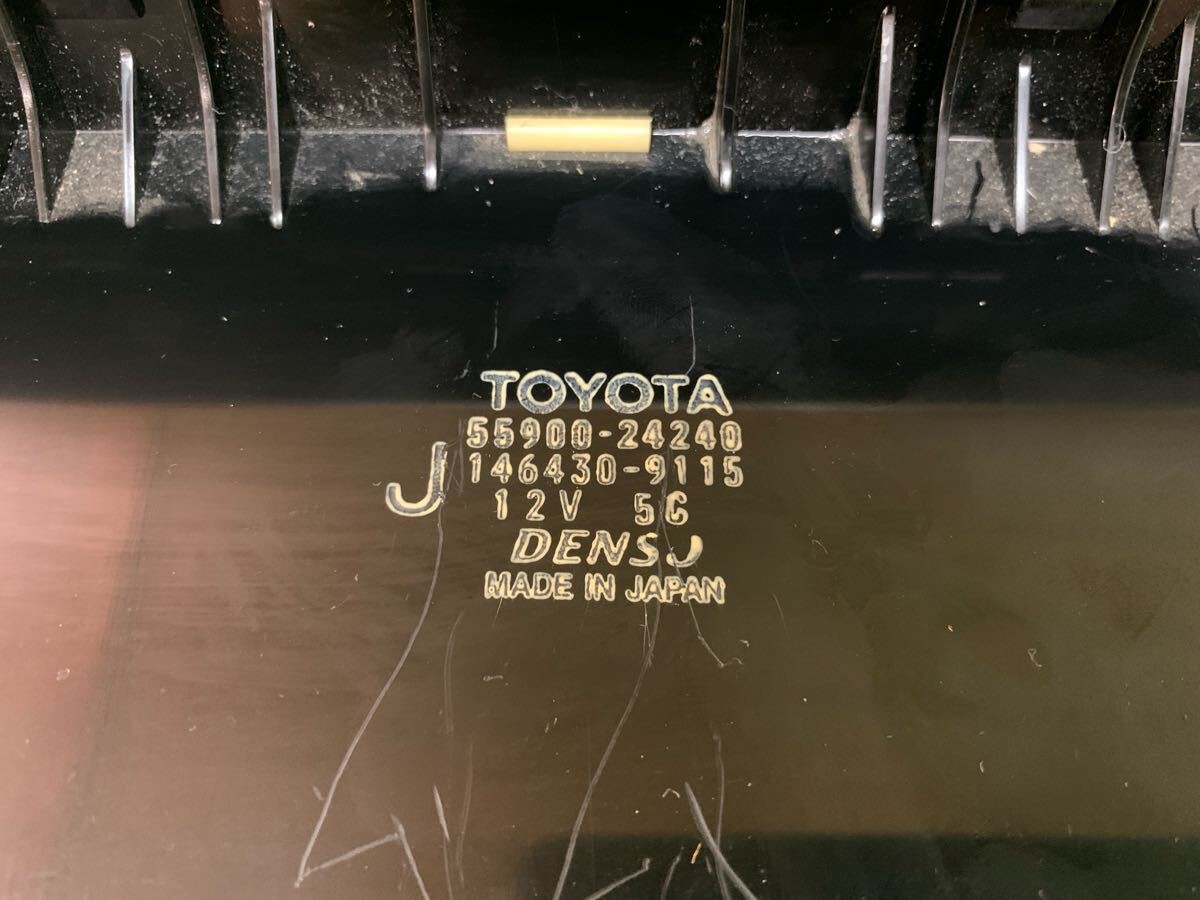 TOYOTA
55900-24240
J 146430-9115
12V 5C
DENSO
MADE IN JAPAN